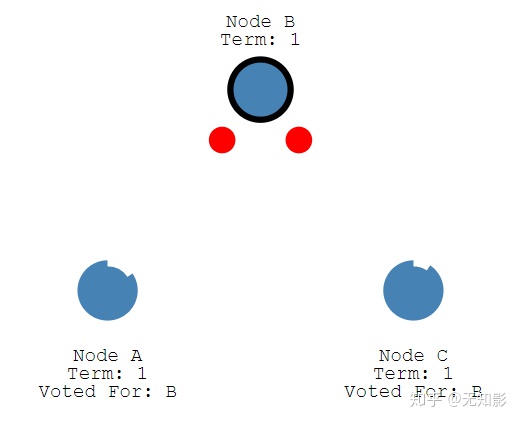 Node B
Term: 1
Node A
Term: 1
Voted For: B
Node C
Term: 1
Voted For: B
知乎 @无知影